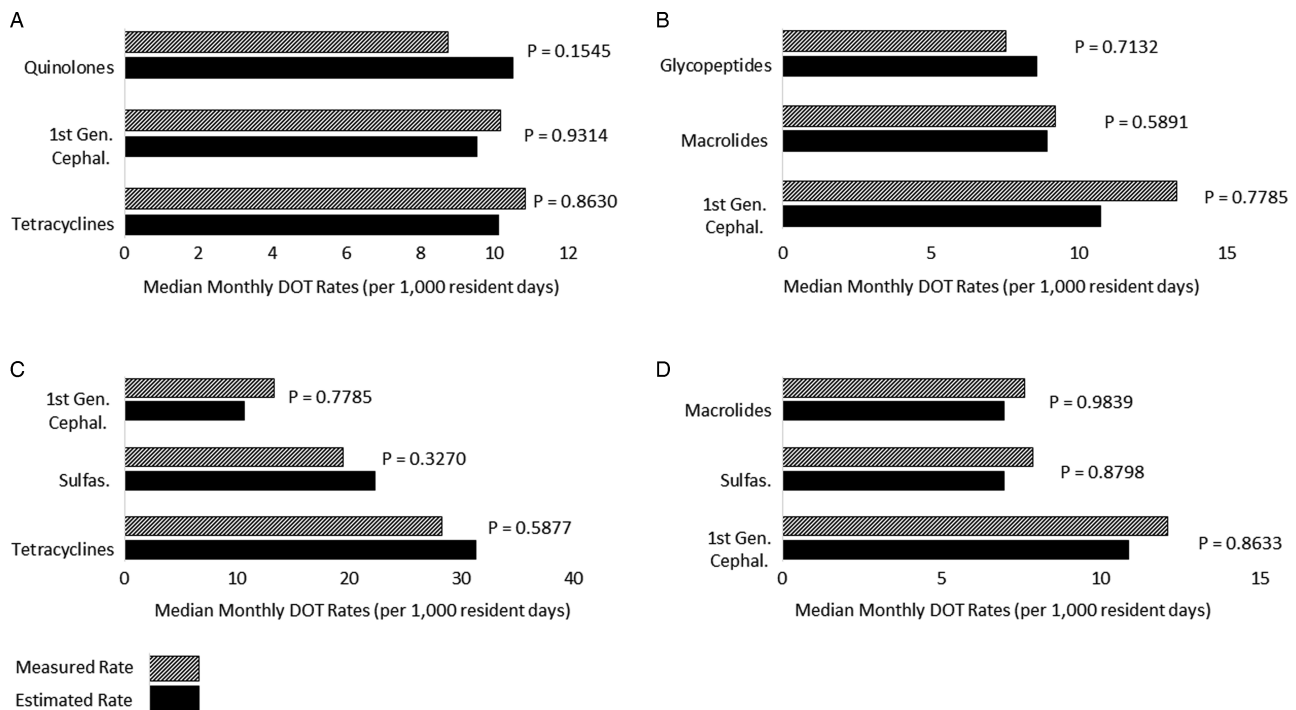 A
Quinolones
P = 0.1545
1st Gen.
Cephal.
P = 0.9314
Tetracyclines
P = 0.8630
0 2 4 6 8 10 12
Median Monthly DOT Rates (per 1,000 resident days)
B
Glycopeptides
P = 0.7132
Macrolides
P = 0.5891
1st Gen.
Cephal.
P = 0.7785
0 5 10 15
Median Monthly DOT Rates (per 1,000 resident days)
C
1st Gen.
Cephal.
P = 0.7785
Sulfas.
P = 0.3270
Tetracyclines
P = 0.5877
0 10 20 30 40
Median Monthly DOT Rates (per 1,000 resident days)
D
Macrolides
P = 0.9839
Sulfas.
P = 0.8798
1st Gen.
Cephal.
P = 0.8633
0 5 10 15
Median Monthly DOT Rates (per 1,000 resident days)
Measured Rate
Estimated Rate